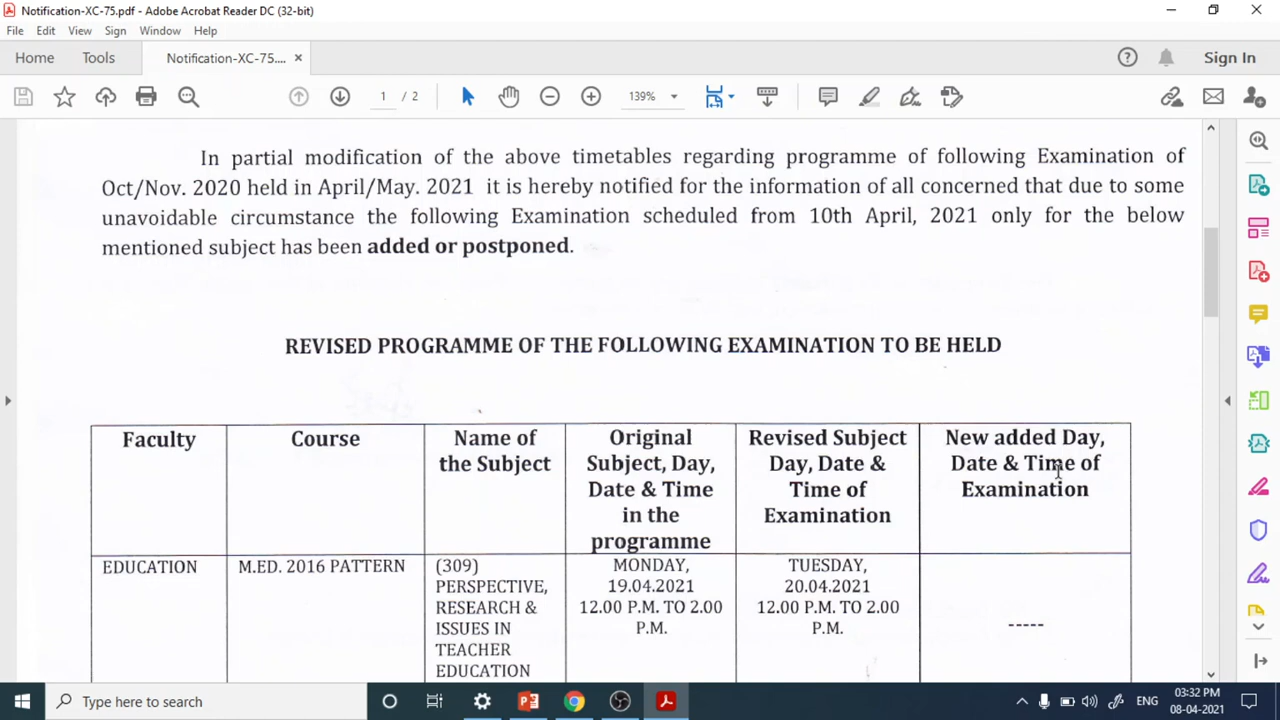 Notification-XC-75.pdf - Adobe Acrobat Reader DC (32-bit)
File Edit View Sign Window Help
Home Tools Notification-XC-75.... × Sign In
1 / 2 139%
In partial modification of the above timetables regarding programme of following Examination of
Oct/Nov. 2020 held in April/May. 2021 it is hereby notified for the information of all concerned that due to some
unavoidable circumstance the following Examination scheduled from 10th April, 2021 only for the below
mentioned subject has been added or postponed.
REVISED PROGRAMME OF THE FOLLOWING EXAMINATION TO BE HELD
Faculty
Course
Name of
the Subject
Original
Subject, Day,
Date & Time
in the
programme
Revised Subject
Day, Date &
Time of
Examination
New added Day,
Date & Time of
Examination
EDUCATION
M.ED. 2016 PATTERN
(309)
PERSPECTIVE,
RESEARCH &
ISSUES IN
TEACHER
EDUCATION
MONDAY,
19.04.2021
12.00 P.M. TO 2.00
P.M.
TUESDAY,
20.04.2021
12.00 P.M. TO 2.00
P.M.
-----
Type here to search
ENG
03:32 PM
08-04-2021